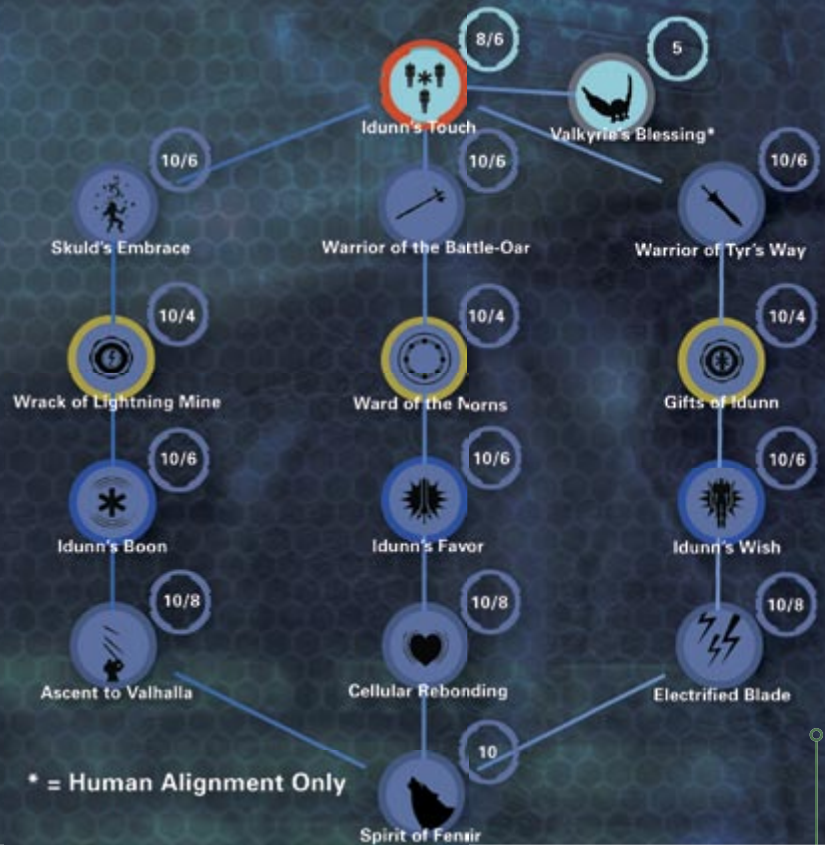 8/6
5
Idunn's Touch
Valkyrie's Blessing*
10/6
10/6
10/6
Skuld's Embrace
Warrior of the Battle-Oar
Warrior of Tyr's Way
10/4
10/4
10/4
Wrack of Lightning Mine
Ward of the Norns
Gifts of Idunn
10/6
10/6
10/6
Idunn's Boon
Idunn's Favor
Idunn's Wish
10/8
10/8
10/8
Ascent to Valhalla
Cellular Rebonding
Electrified Blade
10
* = Human Alignment Only
Spirit of Fenrir